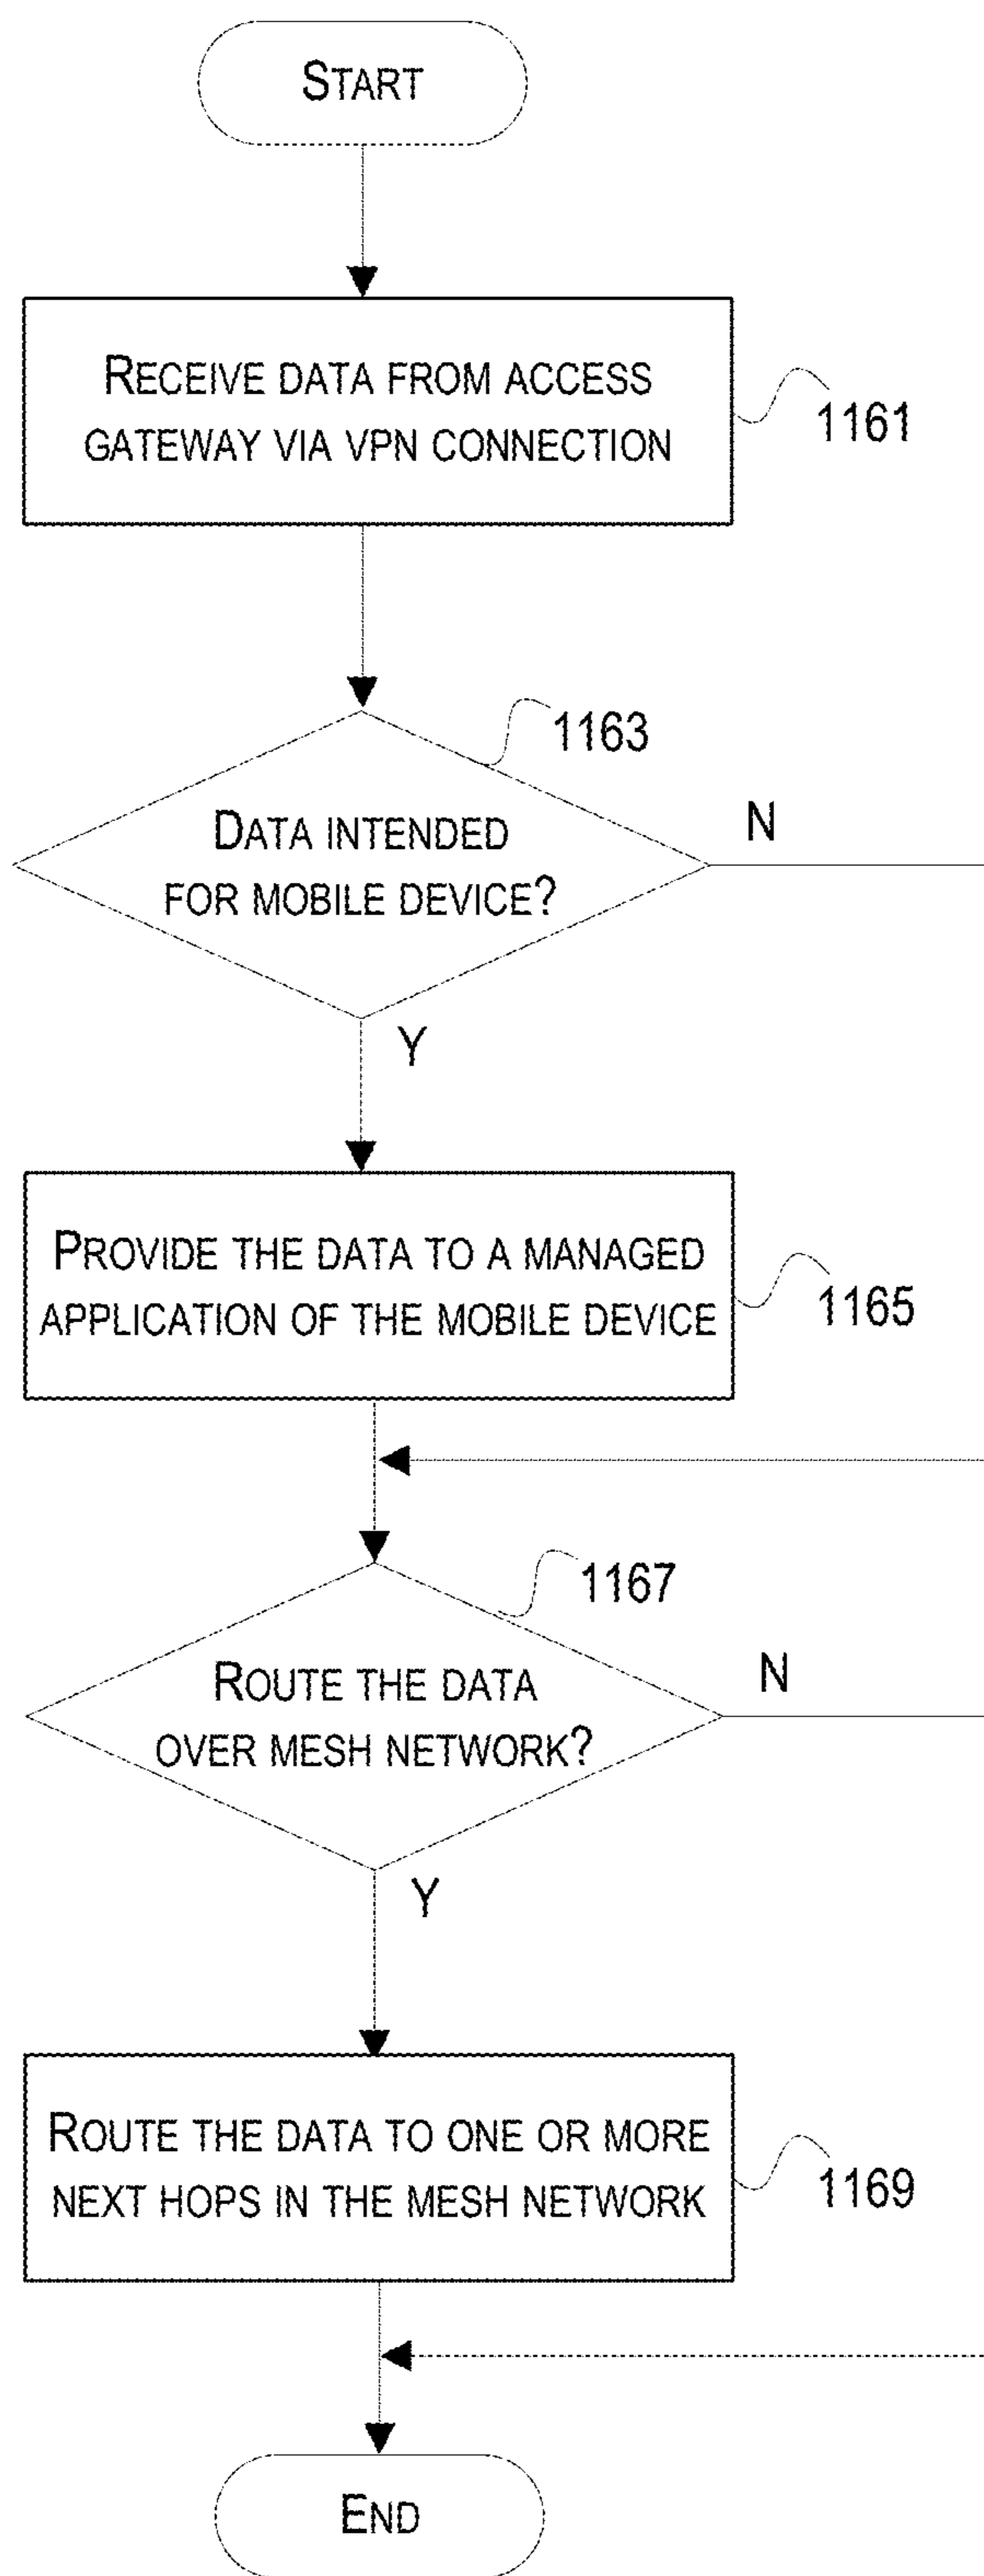 START
RECEIVE DATA FROM ACCESS
GATEWAY VIA VPN CONNECTION
1161
1163
DATA INTENDED
FOR MOBILE DEVICE?
N
Y
PROVIDE THE DATA TO A MANAGED
APPLICATION OF THE MOBILE DEVICE
1165
1167
ROUTE THE DATA
OVER MESH NETWORK?
N
Y
ROUTE THE DATA TO ONE OR MORE
NEXT HOPS IN THE MESH NETWORK
1169
END